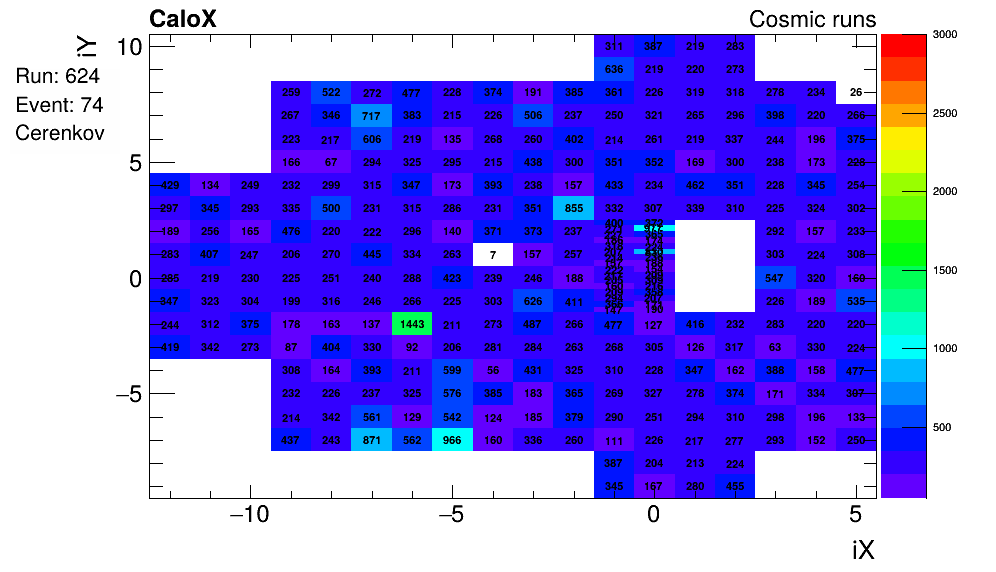 CaloX
Cosmic runs
iY
Run: 624
Event: 74
Cerenkov
10
5
0
−5
311 387 219 283
636 219 220 273
259 522 272 477 226 374 191 385 361 226 319 318 278 234 26
267 346 717 383 215 226 506 237 250 321 265 296 398 220 266
223 217 606 219 135 268 260 402 214 261 219 337 244 196 375
166 67 294 325 295 215 438 300 351 352 169 300 238 173 228
429 134 249 232 299 315 347 173 393 238 157 433 234 462 351 228 345 254
297 345 293 335 500 231 315 286 231 351 855 332 307 339 310 225 324 302
189 256 165 476 220 222 296 140 371 373 237 292 157 233
263 407 247 206 270 445 334 263 7 157 257 303 224 308
285 219 230 225 251 240 266 423 239 246 186 547 320 160
347 323 304 199 316 246 266 225 303 626 411 226 189 535
244 312 375 178 163 137 1443 211 273 487 266 477 127 416 232 283 220 220
419 342 273 87 404 330 92 206 281 284 263 268 305 126 317 63 330 224
308 164 393 211 599 56 431 325 310 228 347 162 388 158 477
232 226 237 325 576 385 183 365 269 327 278 374 171 334 307
214 342 561 129 542 124 185 379 290 251 294 310 298 196 133
437 243 871 562 966 160 336 260 111 226 217 277 293 152 250
387 204 213 224
345 167 280 455
−10 −5 0 5
iX
3000
2500
2000
1500
1000
500